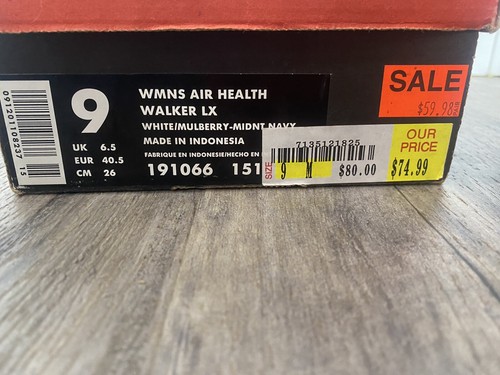 091201108237 15
9
UK 6.5
EUR 40.5
CM 26
WMNS AIR HEALTH
WALKER LX
WHITE/MULBERRY-MIDNT NAVY
MADE IN INDONESIA
FABRIQUE EN INDONESIE/HECHO EN
191066 151
SALE
$59.98
7135121825
SIZE 9 M $80.00
OUR
PRICE
$74.99